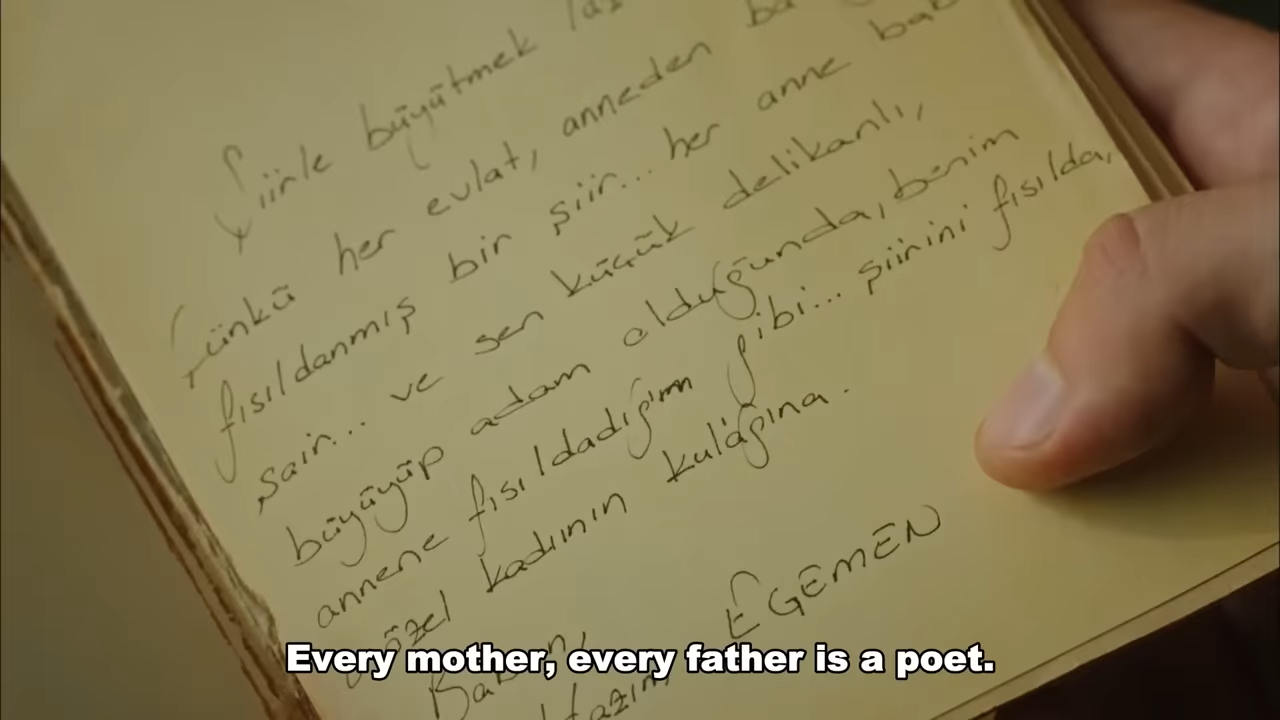 Şiirle büyütmek
Çünkü her evlat, anneden
fısıldanmış bir şiir... her anne
şair... ve sen küçük delikanlı,
büyüyüp adam olduğunda, benim
annene fısıldadığım gibi... şiirini fısılda,
güzel kadının kulağına.
EGEMEN
Every mother, every father is a poet.